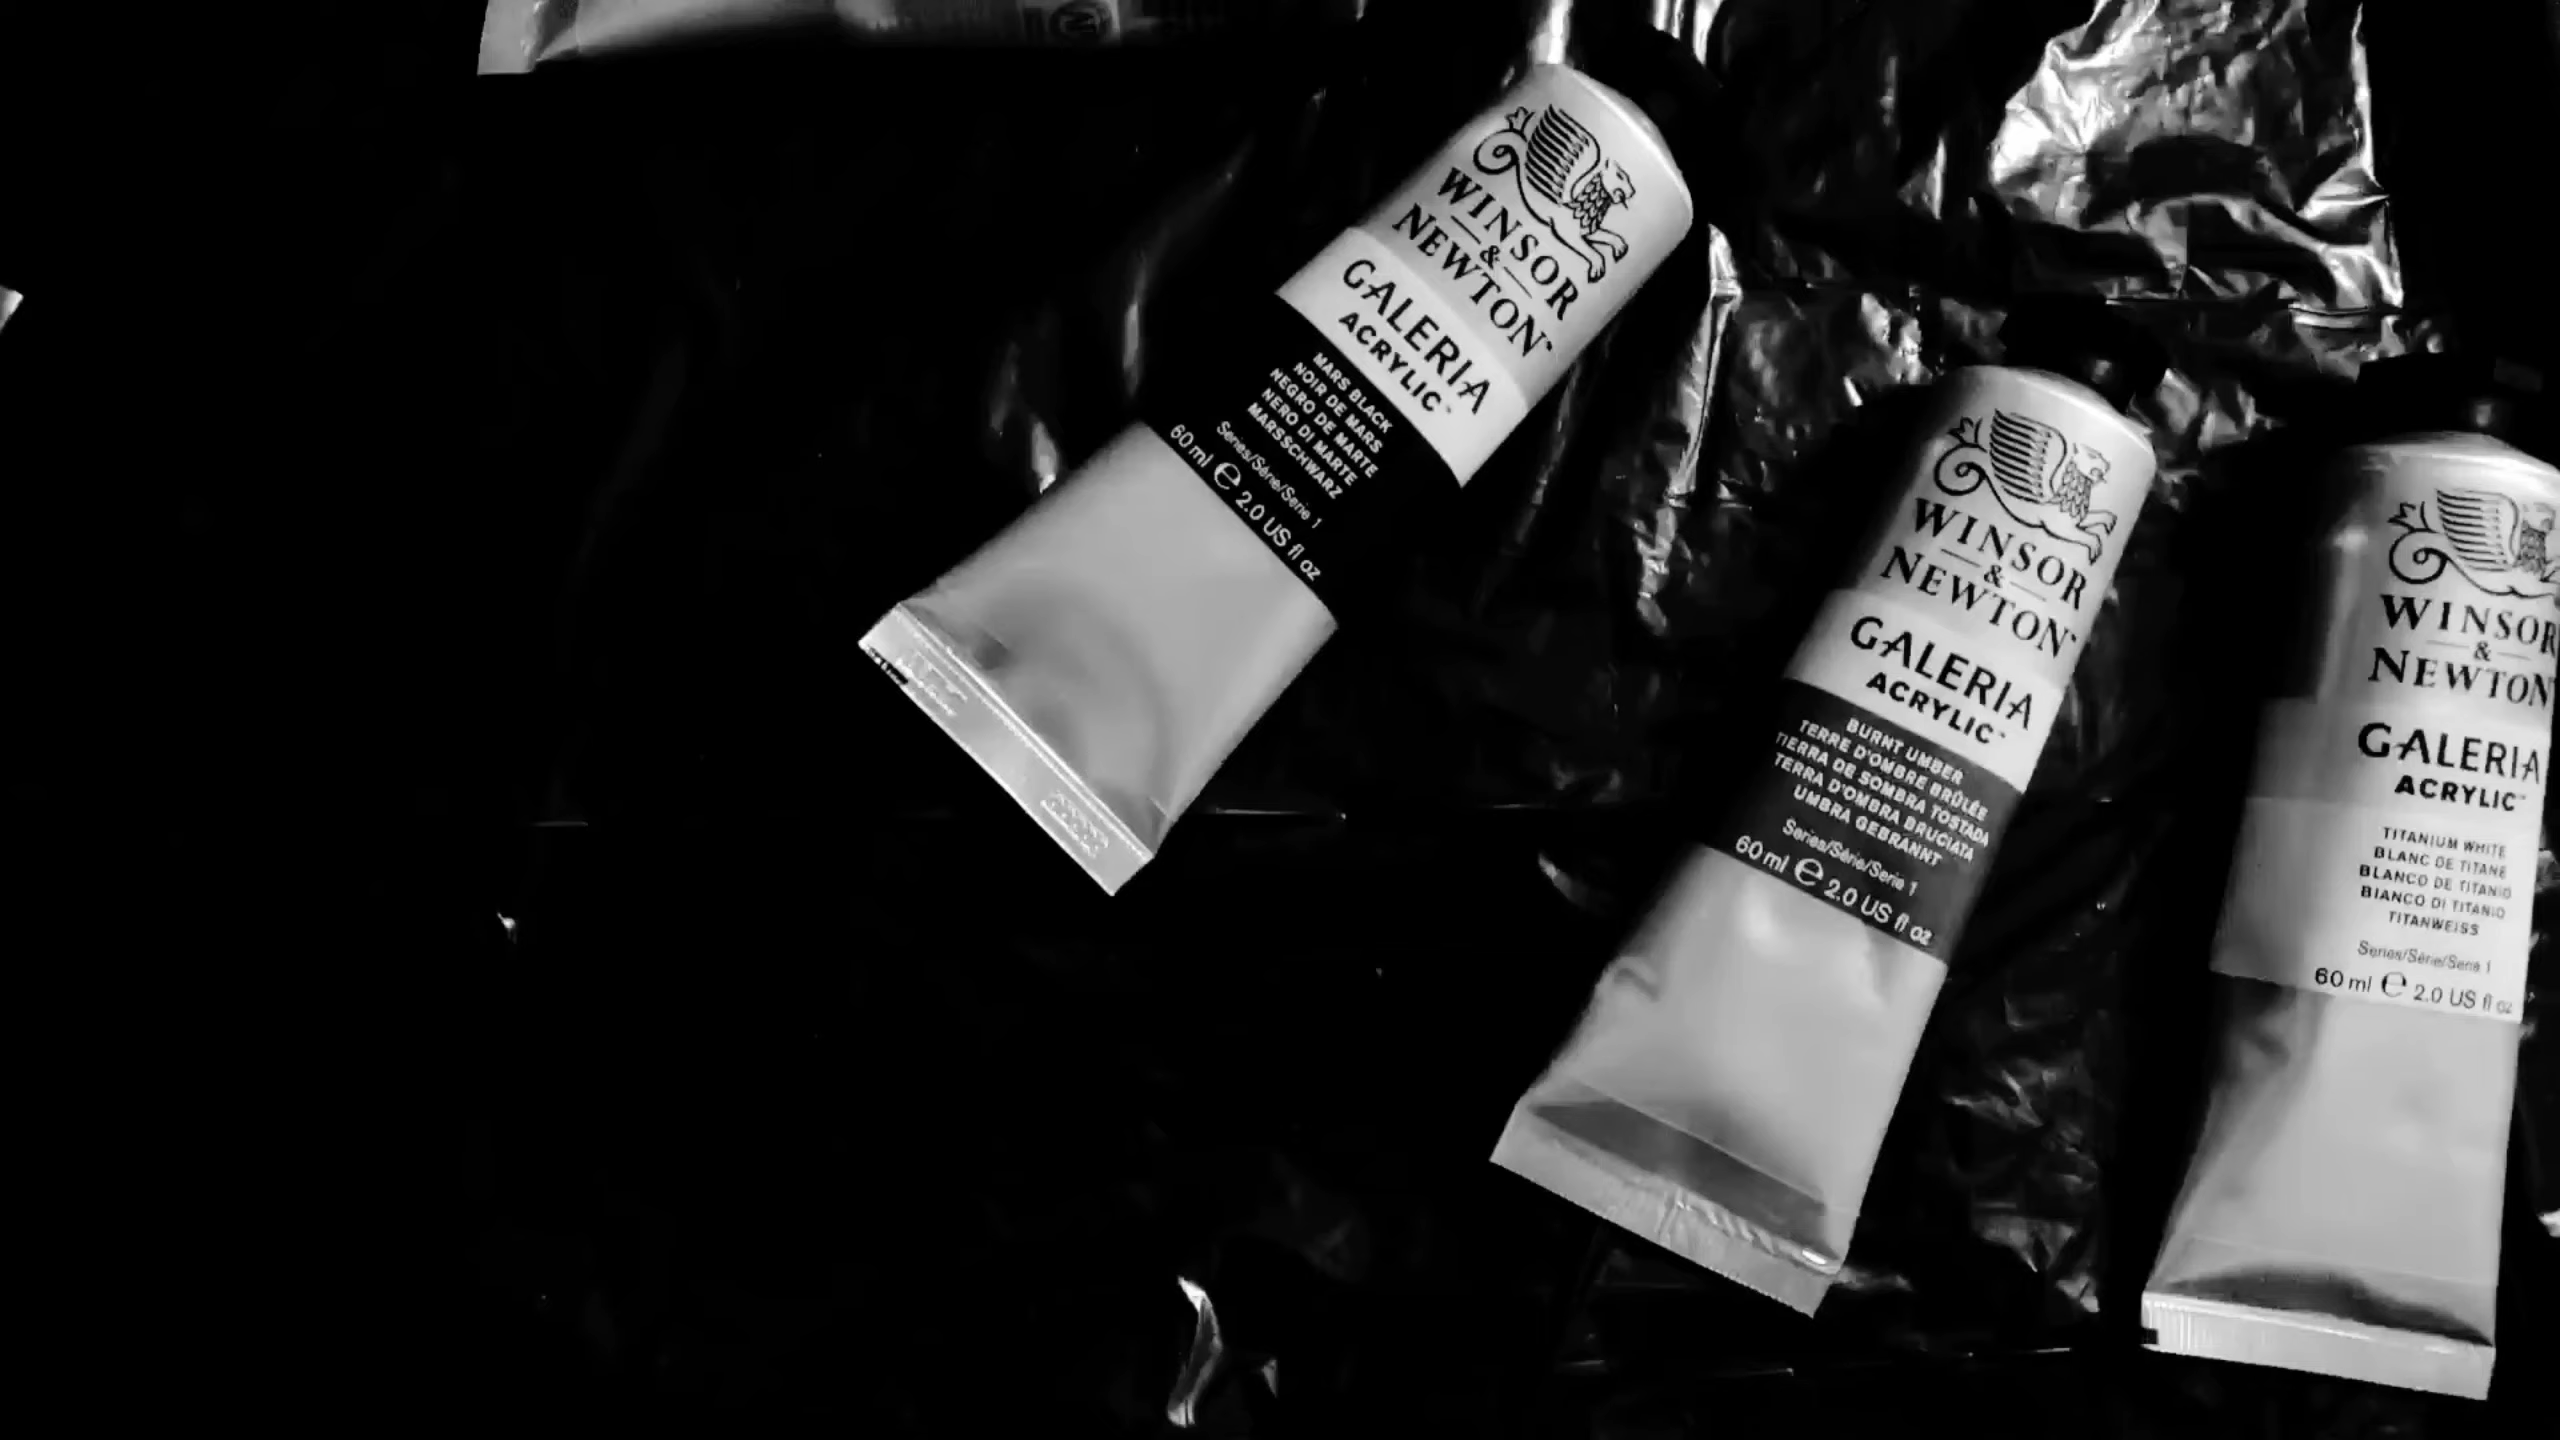 WINSOR
&
NEWTON
GALERIA
ACRYLIC™
MARS BLACK
NOIR DE MARS
NEGRO DE MARTE
NERO DI MARTE
MARSSCHWARZ
Series/Série/Serie 1
60 ml ℮ 2.0 US fl oz
WINSOR
&
NEWTON
GALERIA
ACRYLIC™
BURNT UMBER
TERRE D'OMBRE BRÛLÉE
TIERRA DE SOMBRA TOSTADA
TERRA D'OMBRA BRUCIATA
UMBRA GEBRANNT
Series/Série/Serie 1
60 ml ℮ 2.0 US fl oz
WINSOR
&
NEWTON
GALERIA
ACRYLIC™
TITANIUM WHITE
BLANC DE TITANE
BLANCO DE TITANIO
BIANCO DI TITANIO
TITANWEISS
Series/Série/Serie 1
60 ml ℮ 2.0 US fl oz